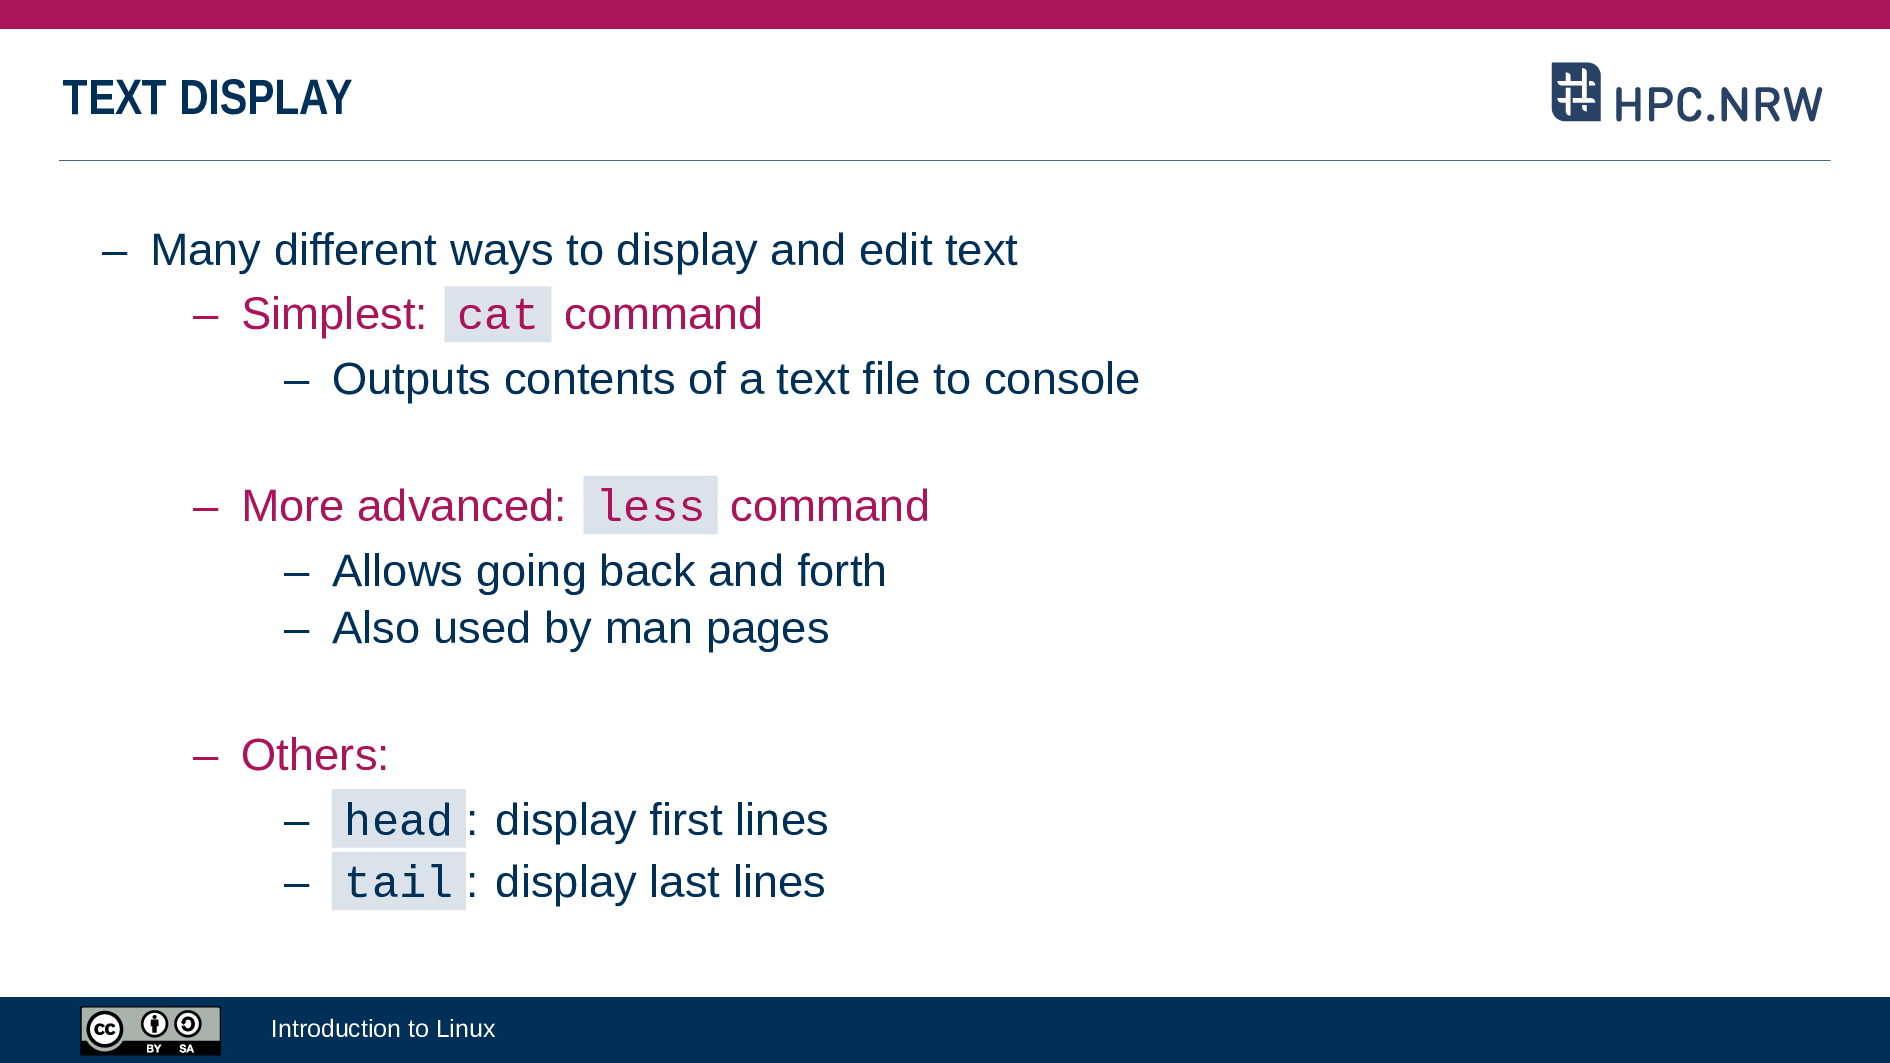 TEXT DISPLAY
HPC.NRW
– Many different ways to display and edit text
– Simplest: cat command
– Outputs contents of a text file to console
– More advanced: less command
– Allows going back and forth
– Also used by man pages
– Others:
– head : display first lines
– tail : display last lines
cc BY SA
Introduction to Linux